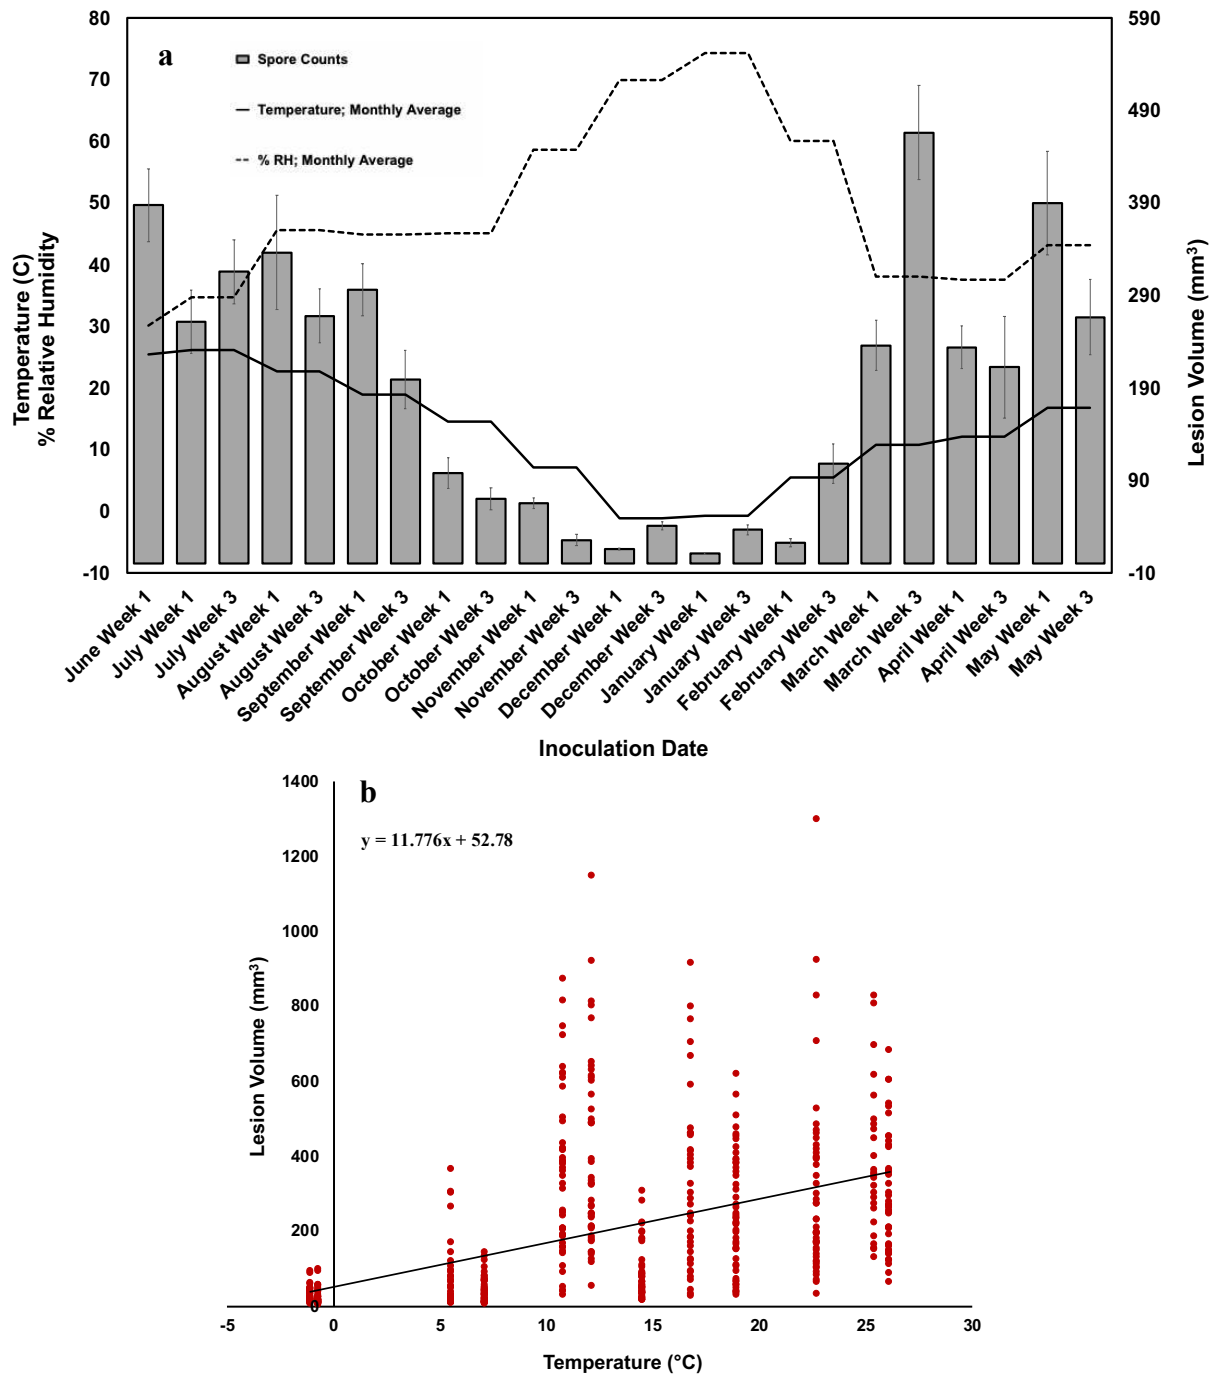 a
Spore Counts
Temperature; Monthly Average
% RH; Monthly Average
80
70
60
50
40
30
20
10
0
-10
Temperature (C)
% Relative Humidity
590
490
390
290
190
90
-10
Lesion Volume (mm³)
June Week 1
July Week 1
July Week 3
August Week 1
August Week 3
September Week 1
September Week 3
October Week 1
October Week 3
November Week 1
November Week 3
December Week 1
December Week 3
January Week 1
January Week 3
February Week 1
February Week 3
March Week 1
March Week 3
April Week 1
April Week 3
May Week 1
May Week 3
Inoculation Date
b
y = 11.776x + 52.78
1400
1200
1000
800
600
400
200
0
Lesion Volume (mm³)
-5
0
5
10
15
20
25
30
Temperature (°C)